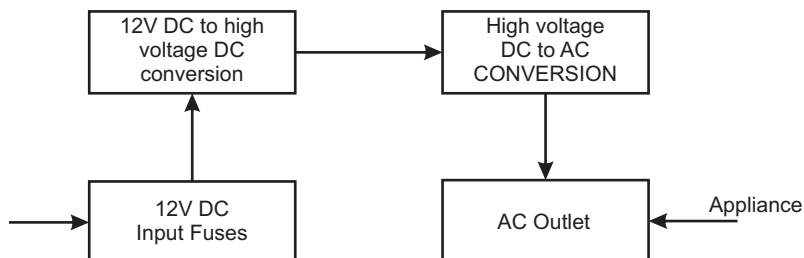 12V DC to high
voltage DC
conversion
High voltage
DC to AC
CONVERSION
12V DC
Input Fuses
AC Outlet
Appliance